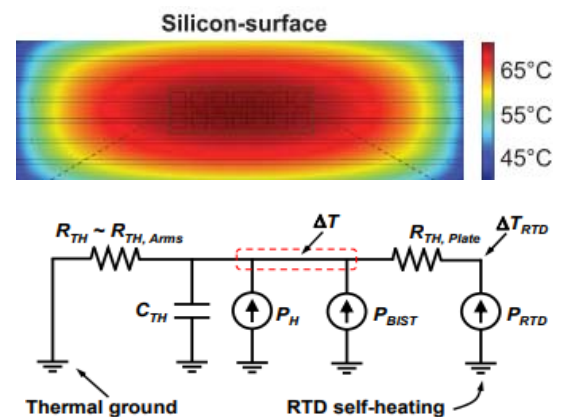 Silicon-surface
65°C
55°C
45°C
R_TH ~ R_TH, Arms
ΔT
R_TH, Plate
ΔT_RTD
C_TH
P_H
P_BIST
P_RTD
Thermal ground
RTD self-heating